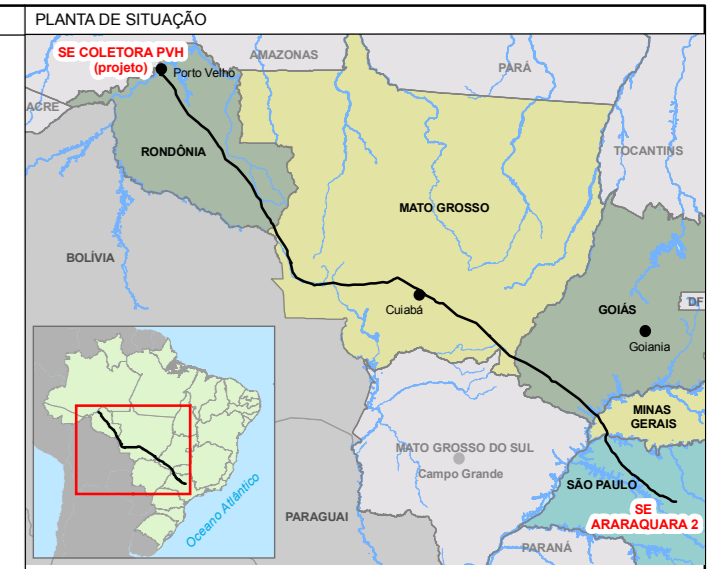 PLANTA DE SITUAÇÃO
SE COLETORA PVH
(projeto)
Porto Velho
AMAZONAS
PARÁ
ACRE
RONDÔNIA
TOCANTINS
MATO GROSSO
BOLÍVIA
Cuiabá
GOIÁS
DF
Goiania
MINAS
GERAIS
MATO GROSSO DO SUL
Campo Grande
SÃO PAULO
SE
ARARAQUARA 2
PARAGUAI
PARANÁ
Oceano Atlântico